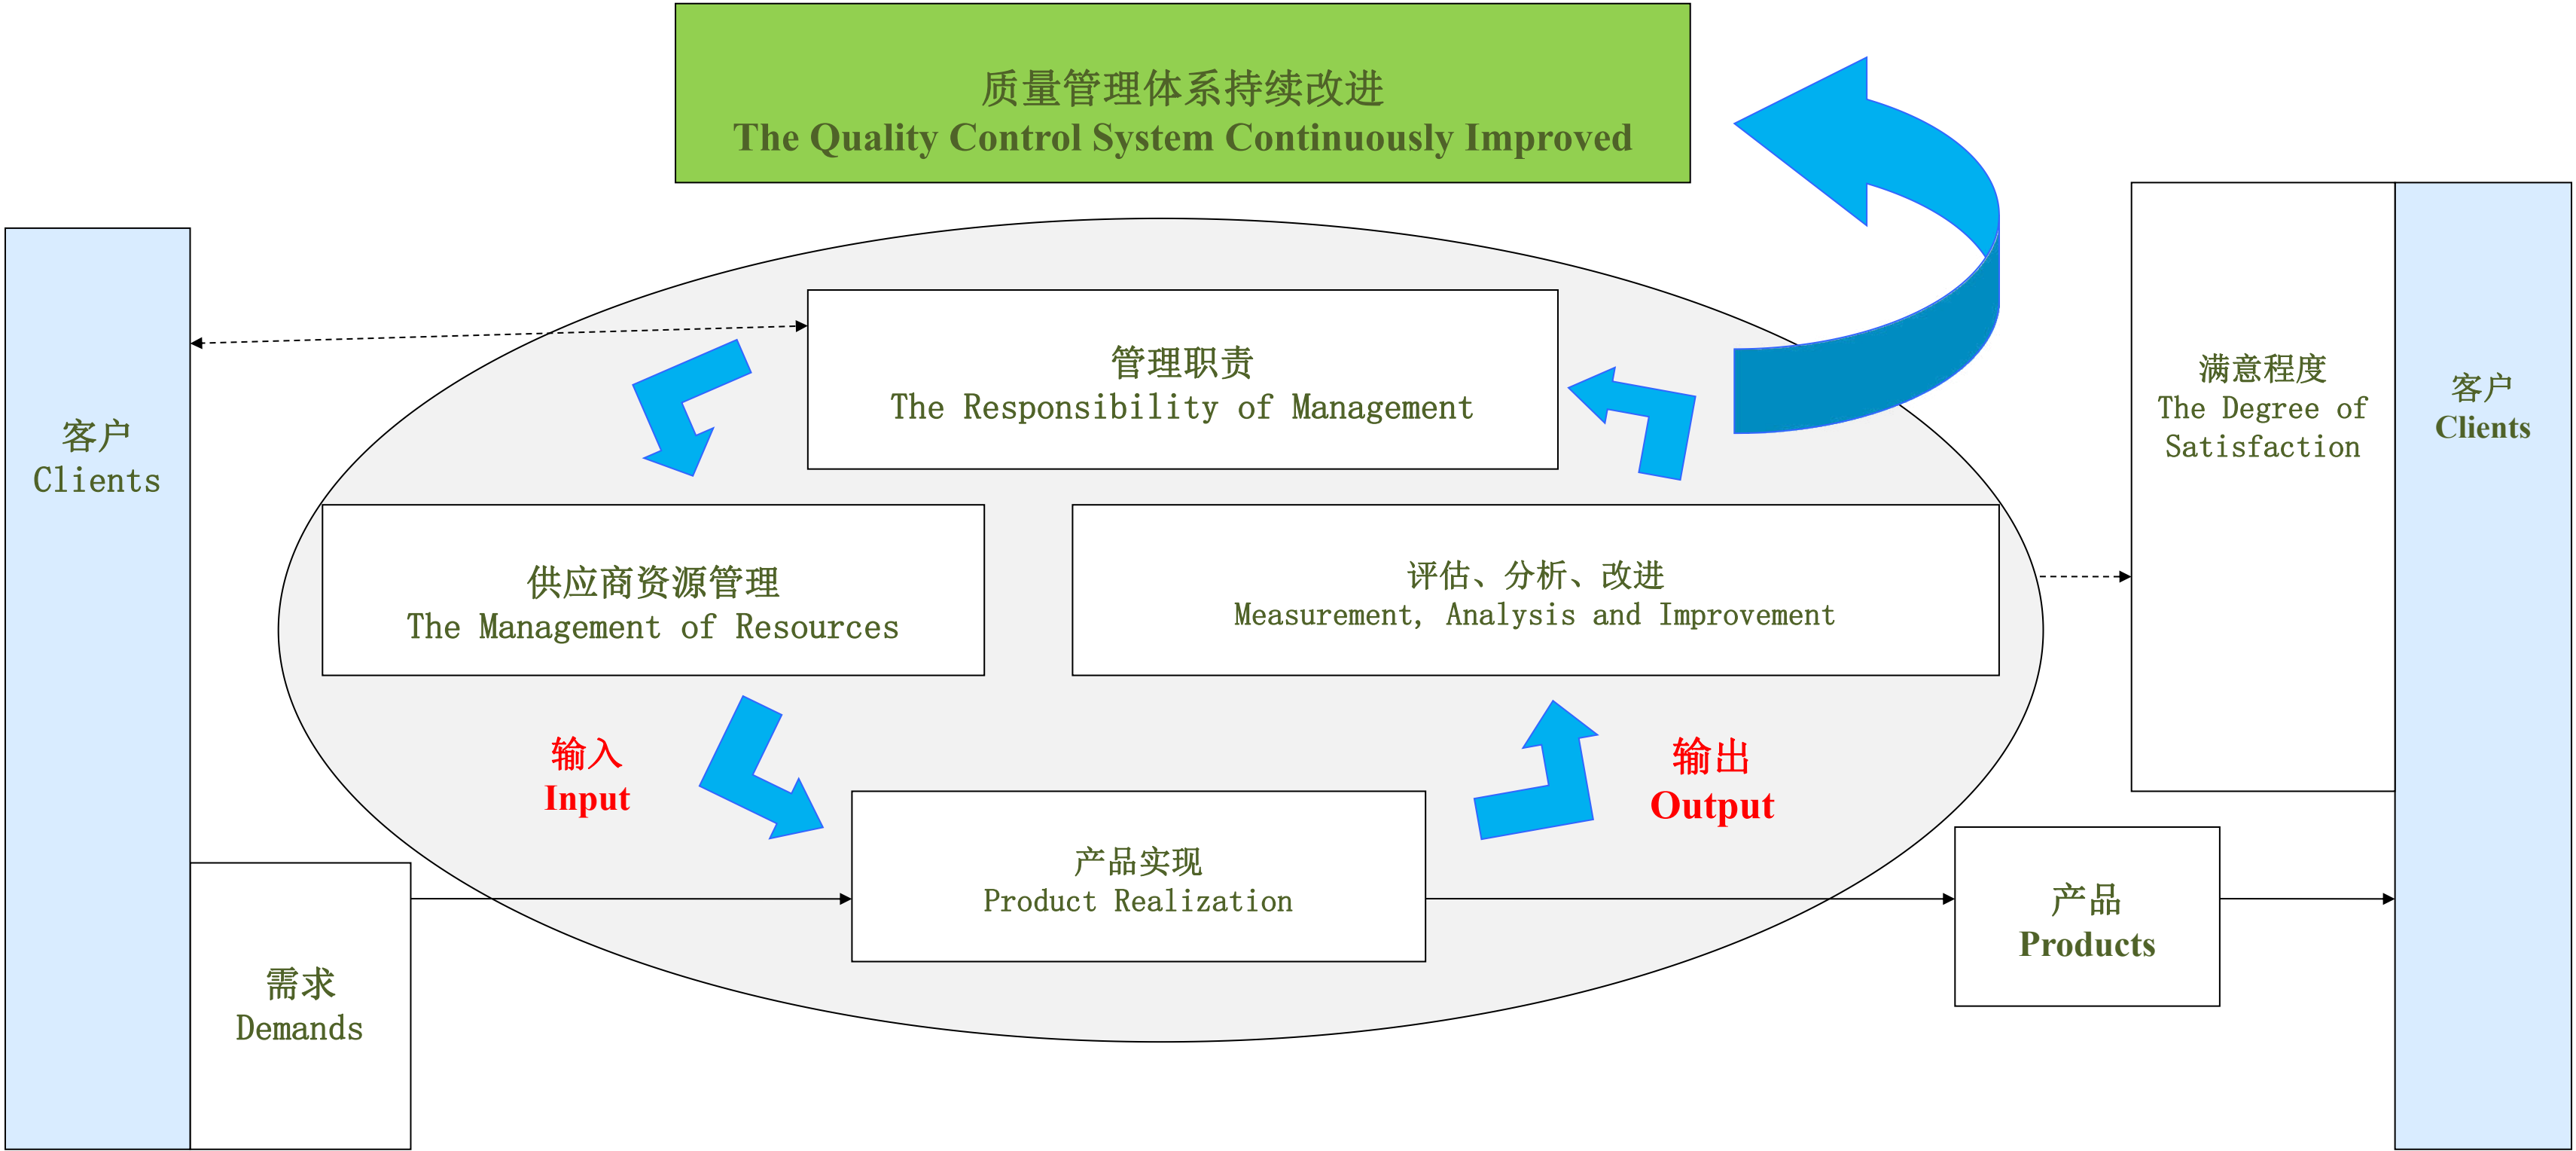 质量管理体系持续改进
The Quality Control System Continuously Improved
客户
Clients
管理职责
The Responsibility of Management
满意程度
The Degree of
Satisfaction
客户
Clients
供应商资源管理
The Management of Resources
评估、分析、改进
Measurement, Analysis and Improvement
输入
Input
输出
Output
产品实现
Product Realization
产品
Products
需求
Demands